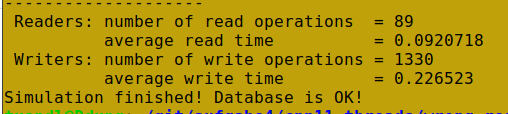 --------------------
Readers: number of read operations = 89
average read time = 0.0920718
Writers: number of write operations = 1330
average write time = 0.226523
Simulation finished! Database is OK!